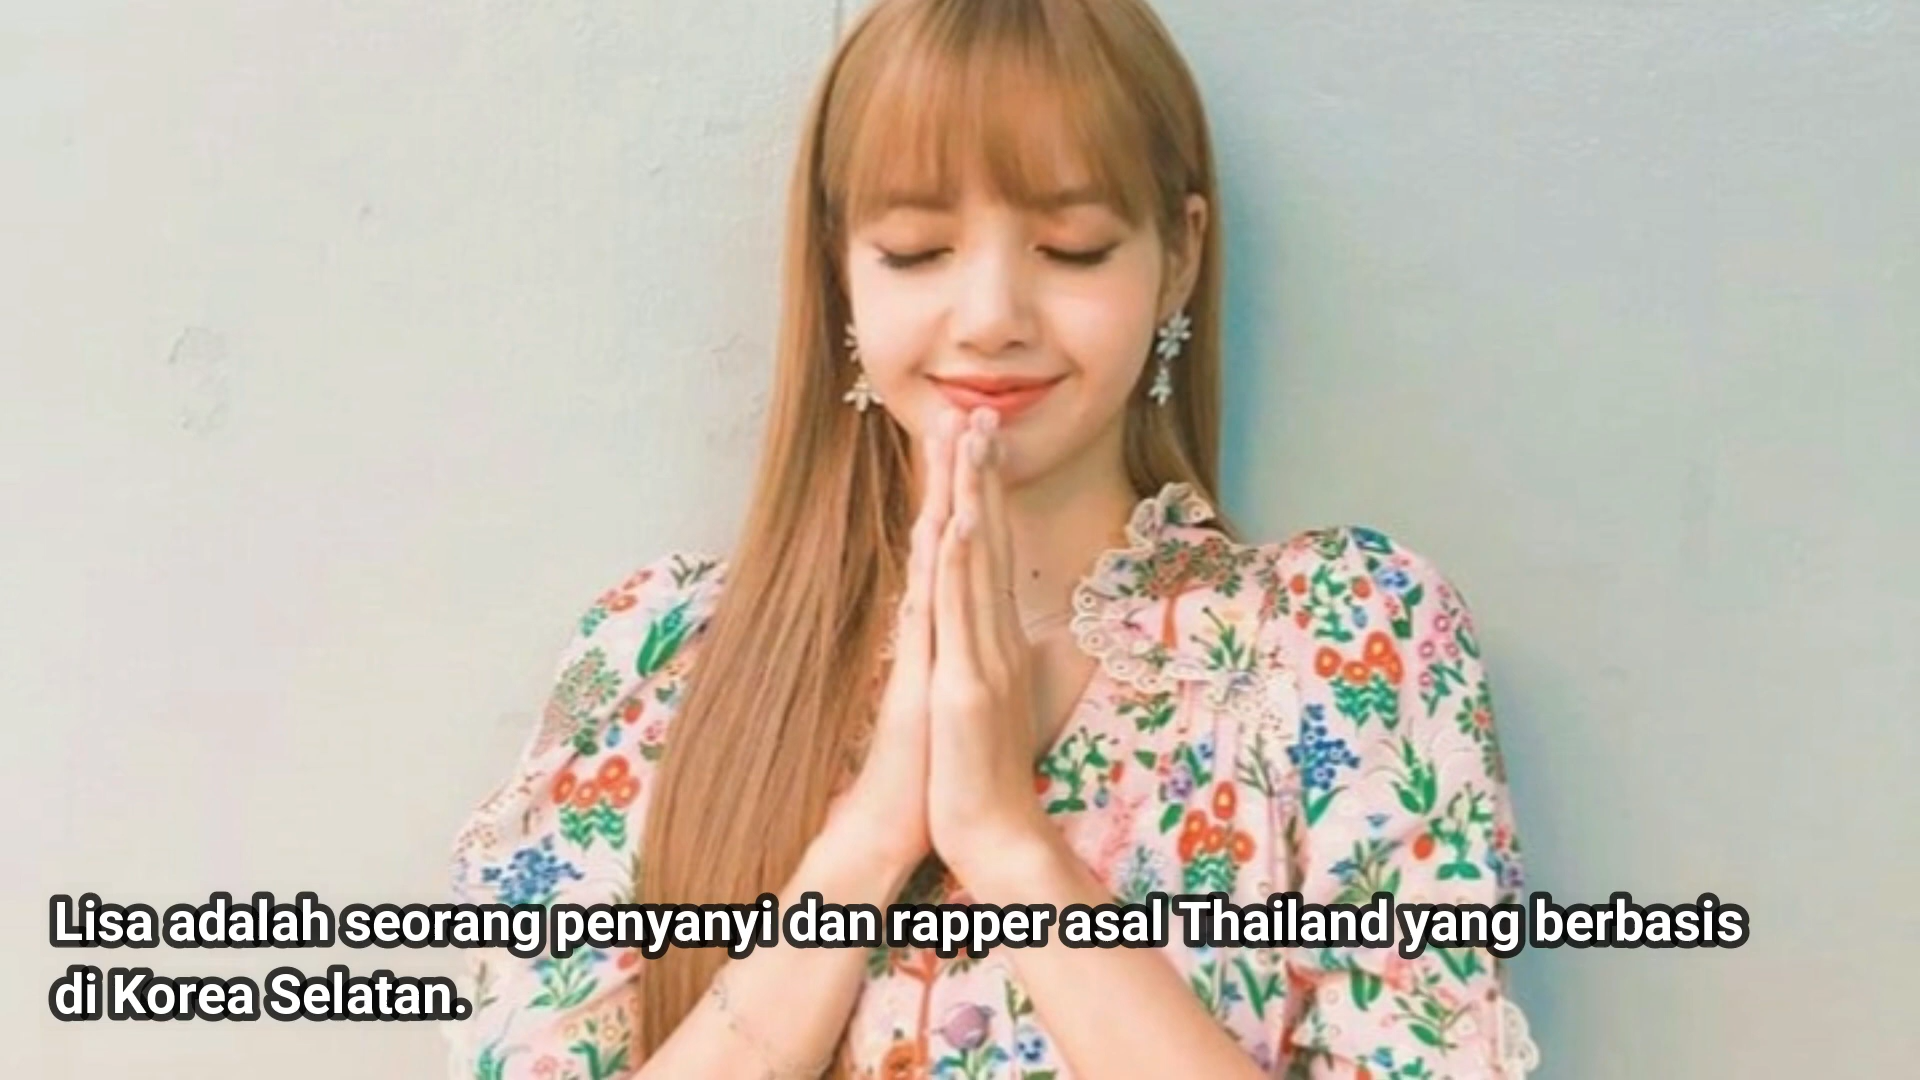 Lisa adalah seorang penyanyi dan rapper asal Thailand yang berbasis
di Korea Selatan.